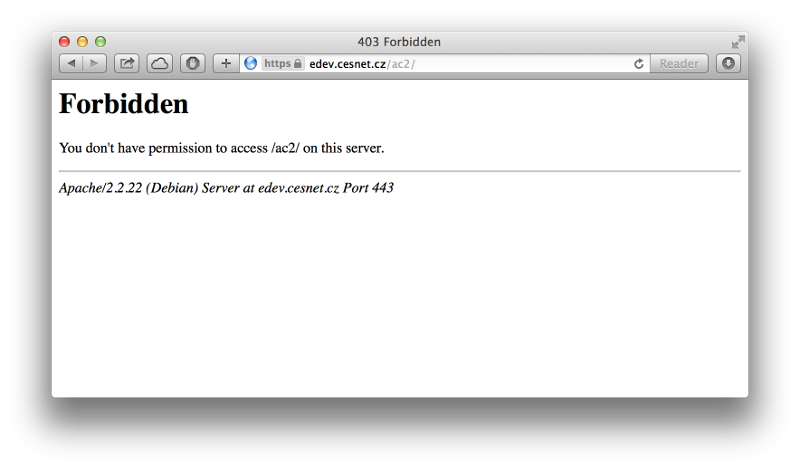 403 Forbidden
https edev.cesnet.cz/ac2/ Reader
Forbidden
You don't have permission to access /ac2/ on this server.
Apache/2.2.22 (Debian) Server at edev.cesnet.cz Port 443